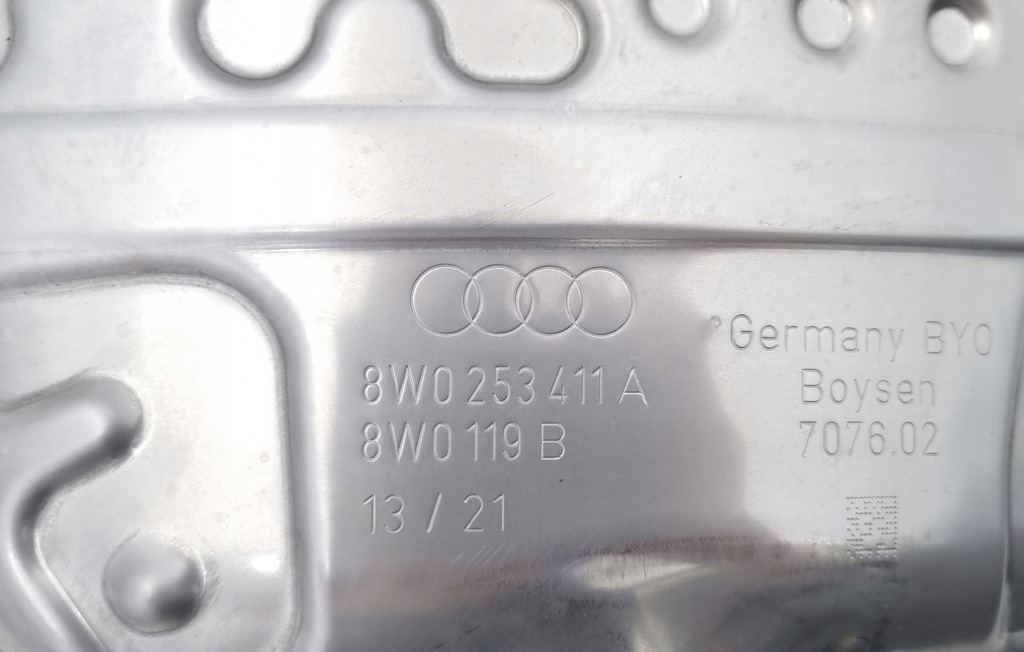 8W0 253 411 A
8W0 119 B
13 / 21
Germany BYO
Boysen
7076.02